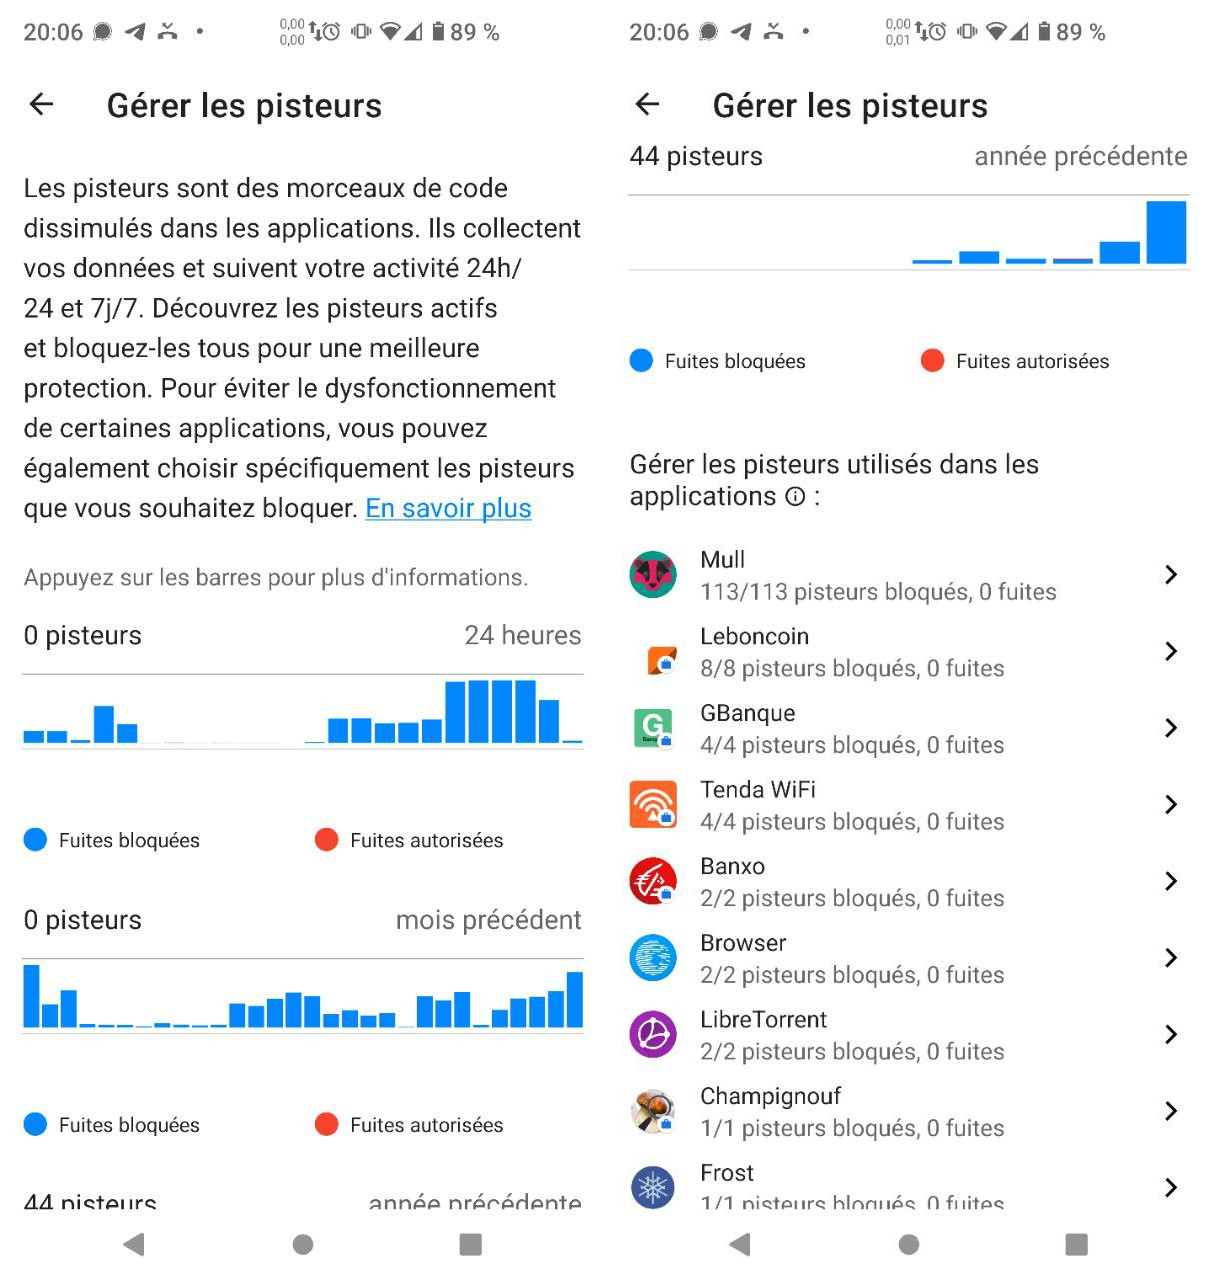 20:06
0,00
0,00
89 %
Gérer les pisteurs
Les pisteurs sont des morceaux de code
dissimulés dans les applications. Ils collectent
vos données et suivent votre activité 24h/
24 et 7j/7. Découvrez les pisteurs actifs
et bloquez-les tous pour une meilleure
protection. Pour éviter le dysfonctionnement
de certaines applications, vous pouvez
également choisir spécifiquement les pisteurs
que vous souhaitez bloquer. En savoir plus
Appuyez sur les barres pour plus d'informations.
0 pisteurs 24 heures
Fuites bloquées Fuites autorisées
0 pisteurs mois précédent
Fuites bloquées Fuites autorisées
44 pisteurs année précédente
20:06
0,00
0,01
89 %
Gérer les pisteurs
44 pisteurs année précédente
Fuites bloquées Fuites autorisées
Gérer les pisteurs utilisés dans les
applications :
Mull
113/113 pisteurs bloqués, 0 fuites
Leboncoin
8/8 pisteurs bloqués, 0 fuites
G
GBanque
4/4 pisteurs bloqués, 0 fuites
Tenda WiFi
4/4 pisteurs bloqués, 0 fuites
Banxo
2/2 pisteurs bloqués, 0 fuites
Browser
2/2 pisteurs bloqués, 0 fuites
LibreTorrent
2/2 pisteurs bloqués, 0 fuites
Champignouf
1/1 pisteurs bloqués, 0 fuites
Frost
1/1 pisteurs bloqués, 0 fuites